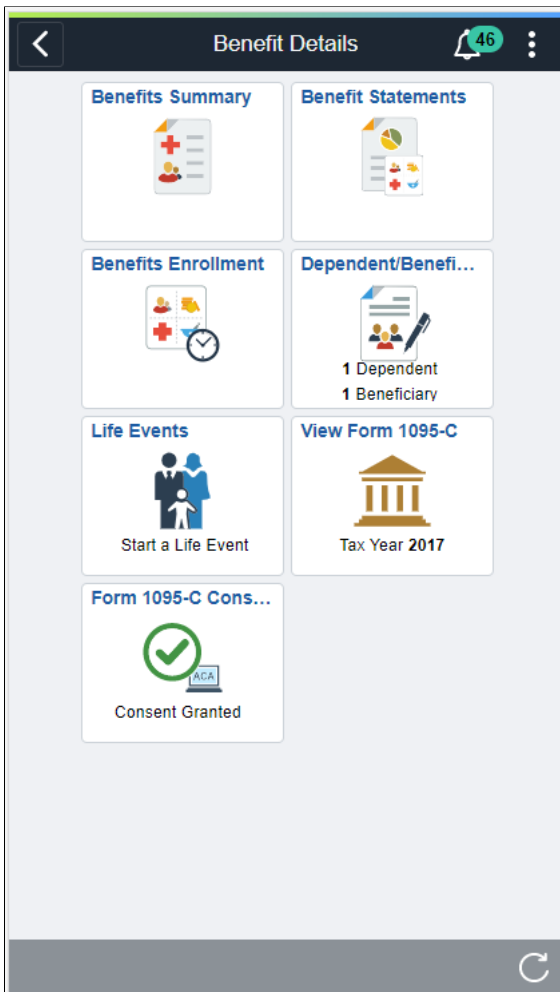 Benefit Details
46
Benefits Summary
Benefit Statements
Benefits Enrollment
Dependent/Benefi...
1 Dependent
1 Beneficiary
Life Events
Start a Life Event
View Form 1095-C
Tax Year 2017
Form 1095-C Cons...
ACA
Consent Granted